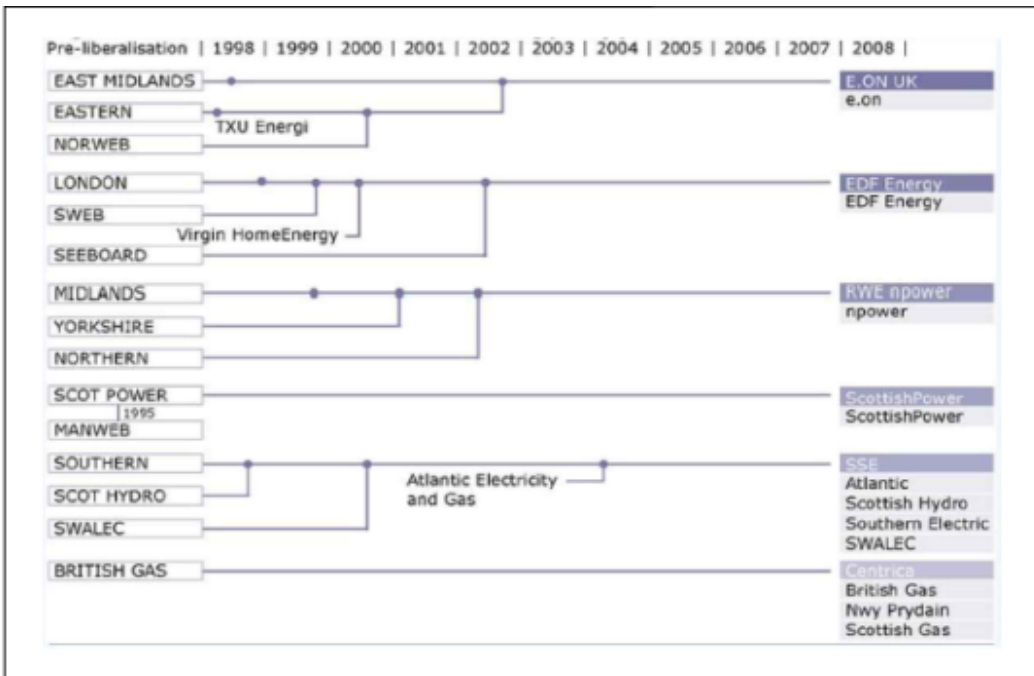 Pre-liberalisation | 1998 | 1999 | 2000 | 2001 | 2002 | 2003 | 2004 | 2005 | 2006 | 2007 | 2008 |
EAST MIDLANDS
E.ON UK
e.on
EASTERN
TXU Energi
NORWEB
LONDON
EDF Energy
EDF Energy
SWEB
Virgin HomeEnergy
SEEBOARD
MIDLANDS
RWE npower
npower
YORKSHIRE
NORTHERN
SCOT POWER
ScottishPower
1995
ScottishPower
MANWEB
SOUTHERN
SSE
Atlantic Electricity
and Gas
Atlantic
SCOT HYDRO
Scottish Hydro
Southern Electric
SWALEC
SWALEC
BRITISH GAS
Centrica
British Gas
Nwy Prydain
Scottish Gas